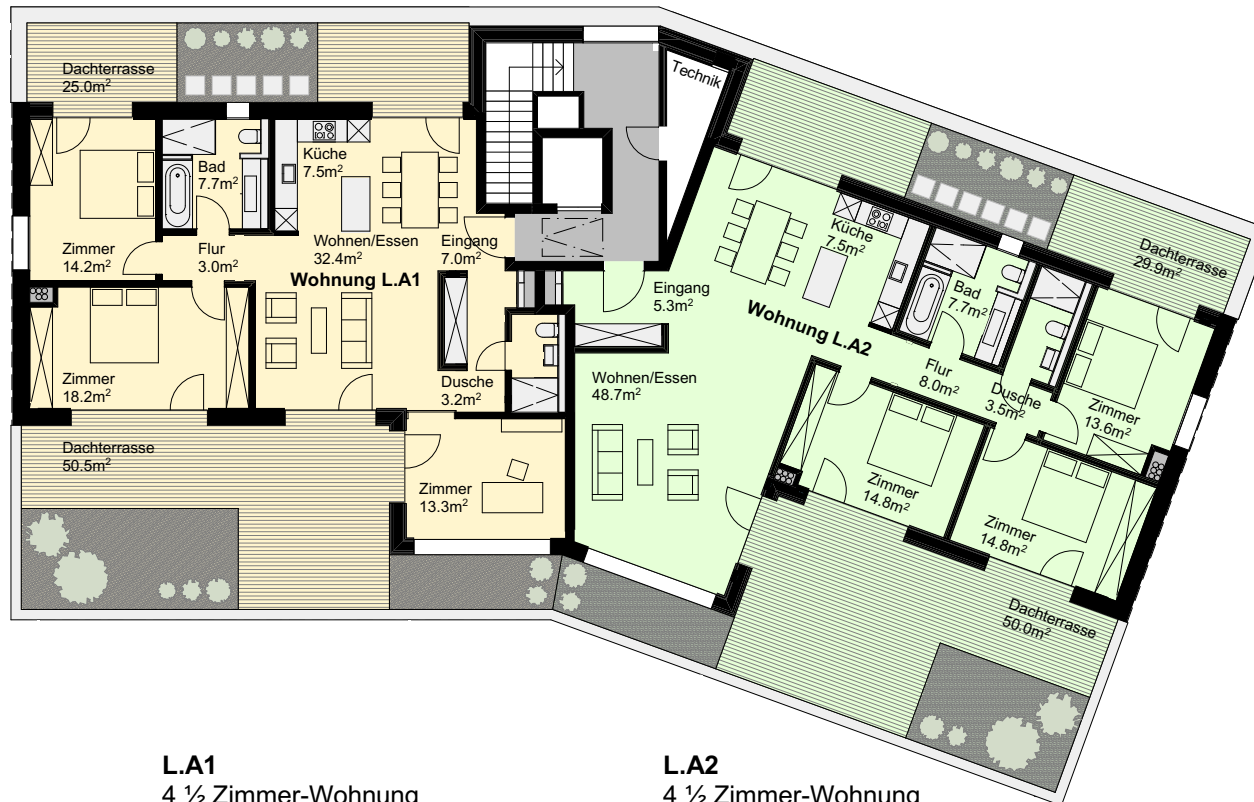 Dachterrasse
25.0m²
Technik
Küche
7.5m²
Bad
7.7m²
Zimmer
14.2m²
Flur
3.0m²
Wohnen/Essen
32.4m²
Eingang
7.0m²
Wohnung L.A1
Zimmer
18.2m²
Dusche
3.2m²
Dachterrasse
50.5m²
Zimmer
13.3m²
Küche
7.5m²
Dachterrasse
29.9m²
Eingang
5.3m²
Bad
7.7m²
Wohnung L.A2
Wohnen/Essen
48.7m²
Flur
8.0m²
Dusche
3.5m²
Zimmer
13.6m²
Zimmer
14.8m²
Zimmer
14.8m²
Dachterrasse
50.0m²
L.A1
4 ½ Zimmer-Wohnung
L.A2
4 ½ Zimmer-Wohnung